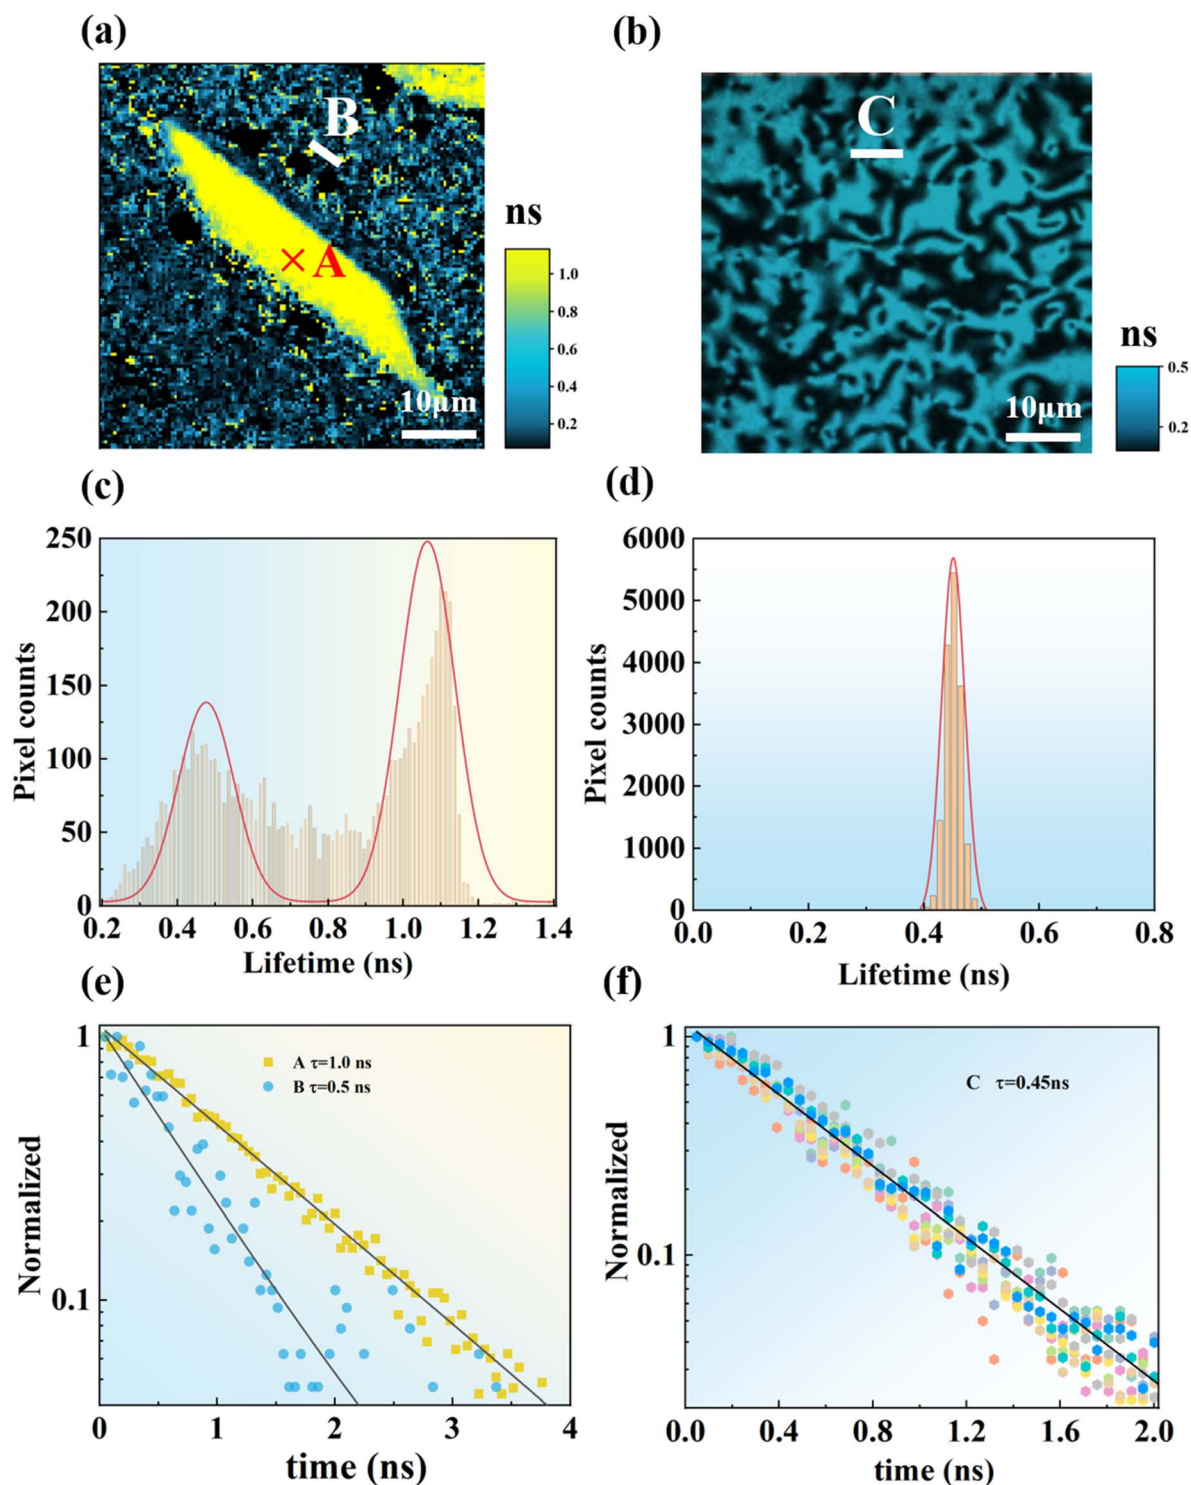 (a)
B
A
10μm
ns
1.0
0.8
0.6
0.4
0.2
(b)
C
10μm
ns
0.5
0.2
(c)
250
200
150
100
50
0
Pixel counts
0.2 0.4 0.6 0.8 1.0 1.2 1.4
Lifetime (ns)
(d)
6000
5000
4000
3000
2000
1000
0
Pixel counts
0.0 0.2 0.4 0.6 0.8
Lifetime (ns)
(e)
1
0.1
Normalized
A τ=1.0 ns
B τ=0.5 ns
0 1 2 3 4
time (ns)
(f)
1
0.1
Normalized
C τ=0.45ns
0.0 0.4 0.8 1.2 1.6 2.0
time (ns)